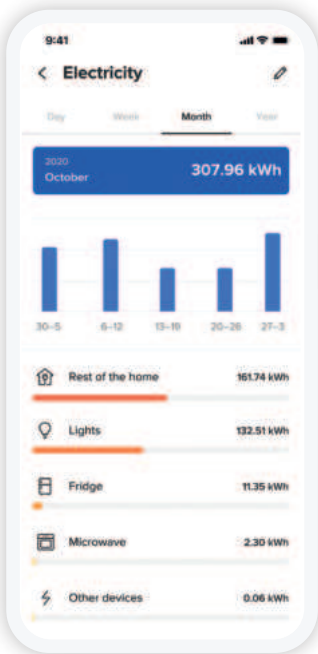 9:41
Electricity
Day Week Month Year
2020
October 307.96 kWh
30-5 6-12 13-19 20-26 27-3
Rest of the home 161.74 kWh
Lights 132.51 kWh
Fridge 11.35 kWh
Microwave 2.30 kWh
Other devices 0.06 kWh